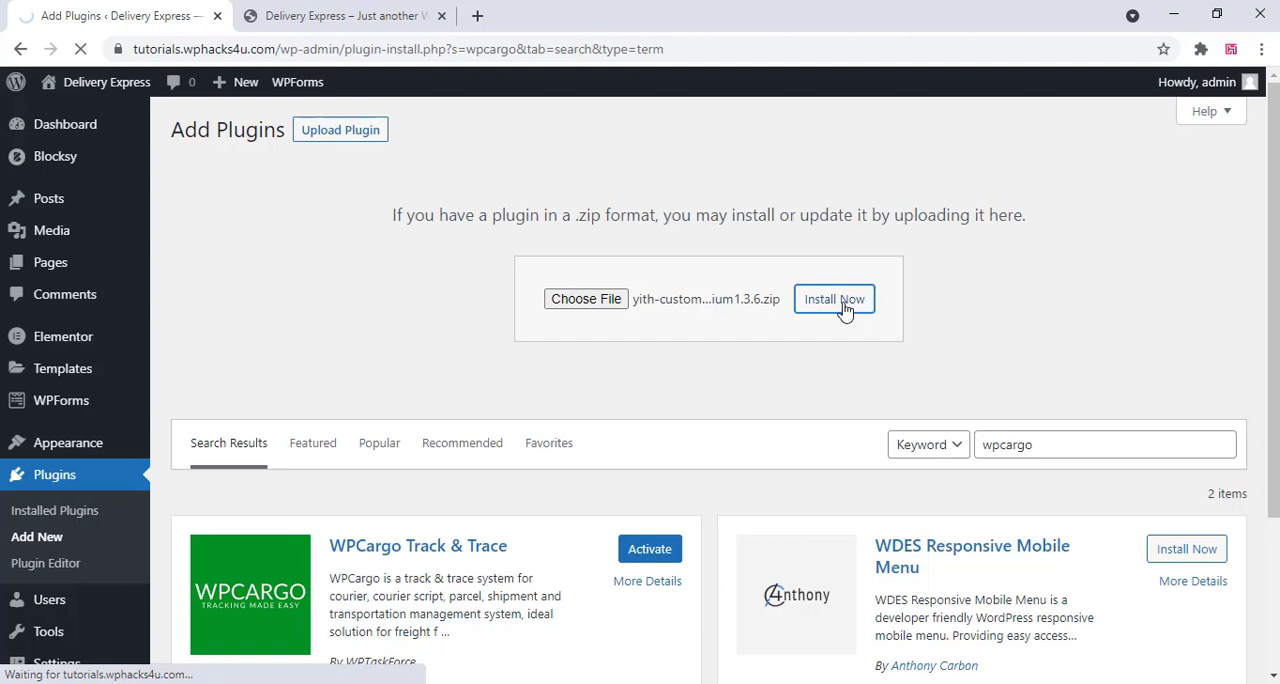 Add Plugins ‹ Delivery Express —
Delivery Express – Just another W
tutorials.wphacks4u.com/wp-admin/plugin-install.php?s=wpcargo&tab=search&type=term
Delivery Express
0
New
WPForms
Howdy, admin
Dashboard
Blocksy
Posts
Media
Pages
Comments
Elementor
Templates
WPForms
Appearance
Plugins
Installed Plugins
Add New
Plugin Editor
Users
Tools
Settings
Waiting for tutorials.wphacks4u.com...
Help
Add Plugins
Upload Plugin
If you have a plugin in a .zip format, you may install or update it by uploading it here.
Choose File yith-custom...ium1.3.6.zip
Install Now
Search Results
Featured
Popular
Recommended
Favorites
Keyword
wpcargo
2 items
WPCARGO
TRACKING MADE EASY
WPCargo Track & Trace
Activate
More Details
WPCargo is a track & trace system for
courier, courier script, parcel, shipment and
transportation management system, ideal
solution for freight f ...
By WPTaskForce
4nthony
WDES Responsive Mobile
Menu
Install Now
More Details
WDES Responsive Mobile Menu is a
developer friendly WordPress responsive
mobile menu. Providing easy access...
By Anthony Carbon